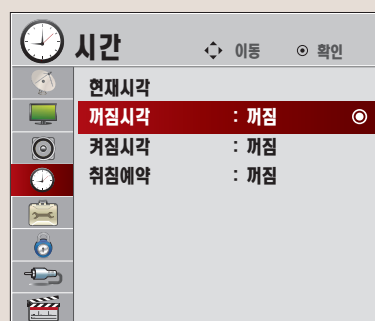 시간 이동 확인
현재시각
꺼짐시각 : 꺼짐
켜짐시각 : 꺼짐
취침예약 : 꺼짐